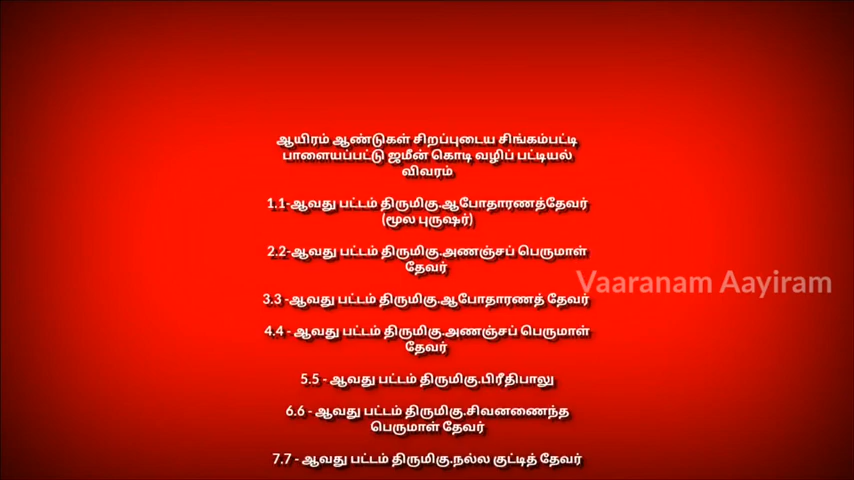 ஆயிரம் ஆண்டுகள் சிறப்புடைய சிங்கம்பட்டி
பாளையப்பட்டு ஜமீன் கொடி வழிப் பட்டியல்
விவரம்
1.1-ஆவது பட்டம் திருமிகு.ஆபோதாரணத்தேவர்
(மூல புருஷர்)
2.2-ஆவது பட்டம் திருமிகு.அணஞ்சப் பெருமாள்
தேவர்
Vaaranam Aayiram
3.3 -ஆவது பட்டம் திருமிகு.ஆபோதாரணத் தேவர்
4.4 - ஆவது பட்டம் திருமிகு.அணஞ்சப் பெருமாள்
தேவர்
5.5 - ஆவது பட்டம் திருமிகு.பிரீதிபாலு
6.6 - ஆவது பட்டம் திருமிகு.சிவனணைந்த
பெருமாள் தேவர்
7.7 - ஆவது பட்டம் திருமிகு.நல்ல குட்டித் தேவர்